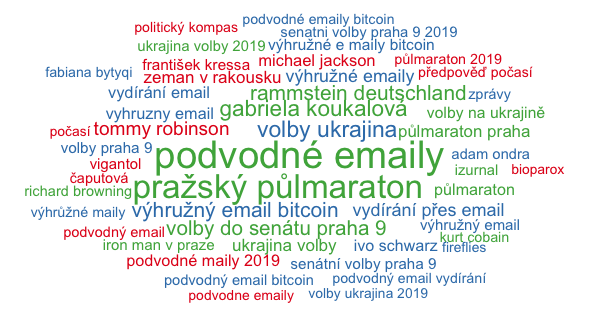 podvodné emaily bitcoin
politický kompas
senatni volby praha 9 2019
ukrajina volby 2019 výhružné e maily bitcoin
františek kressa michael jackson půlmaraton 2019
fabiana bytyqi zeman v rakousku výhružné emaily předpověď počasí
vydírání email rammstein deutschland zprávy
vyhruzny email gabriela koukalová volby na ukrajině
počasí tommy robinson volby ukrajina půlmaraton praha
volby praha 9 podvodné emaily adam ondra
vigantol izurnal bioparox
čaputová pražský půlmaraton
richard browning půlmaraton
výhrůžné maily výhružný email bitcoin vydírání přes email
podvodný email volby do senátu praha 9 výhružný email
kurt cobain
iron man v praze ukrajina volby ivo schwarz fireflies
podvodné maily 2019 senátní volby praha 9
podvodný email bitcoin podvodný email vydírání
podvodne emaily volby ukrajina 2019